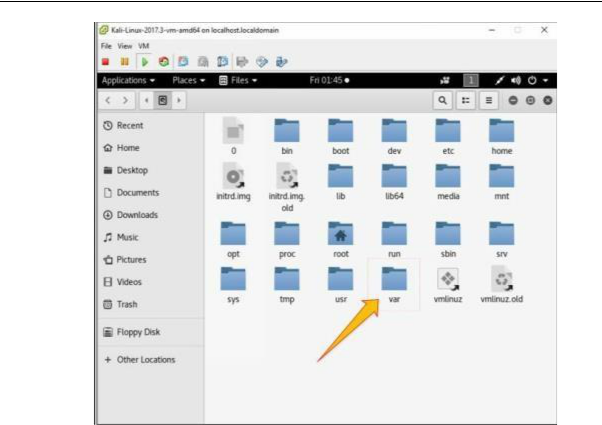 Kali-Linux-2017.3-vm-amd64 on localhost.localdomain
File View VM
Applications Places Files Fri 01:45 1
Recent
Home
Desktop
Documents
Downloads
Music
Pictures
Videos
Trash
Floppy Disk
+ Other Locations
0 bin boot dev etc home
initrd.img initrd.img.old lib lib64 media mnt
opt proc root run sbin srv
sys tmp usr var vmlinuz vmlinuz.old